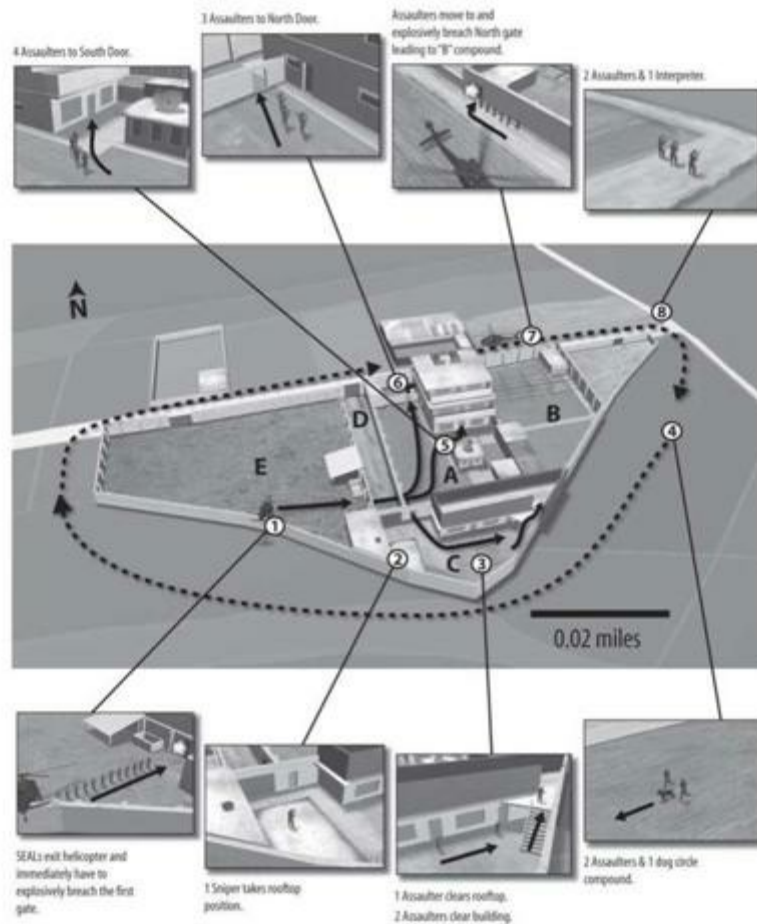 4 Assaulters to South Door.
3 Assaulters to North Door.
Assaulters move to and
explosively breach North gate
leading to "B" compound.
2 Assaulters & 1 Interpreter.
N
8
7
6
D
B
4
5
E
A
1
2
C
3
0.02 miles
SEALs exit helicopter and
immediately have to
explosively breach the first
gate.
1 Sniper takes rooftop
position.
1 Assaulter clears rooftop.
2 Assaulters clear building.
2 Assaulters & 1 dog circle
compound.